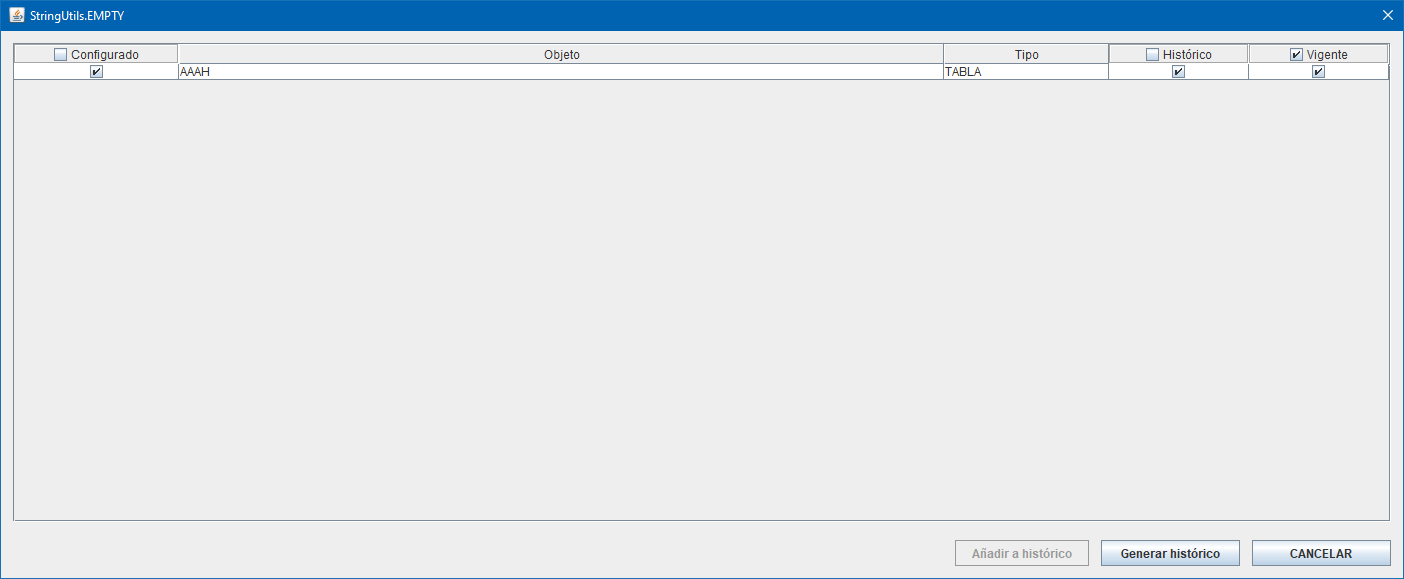 StringUtils.EMPTY
Configurado Objeto Tipo Histórico Vigente
AAAH TABLA
Añadir a histórico Generar histórico CANCELAR